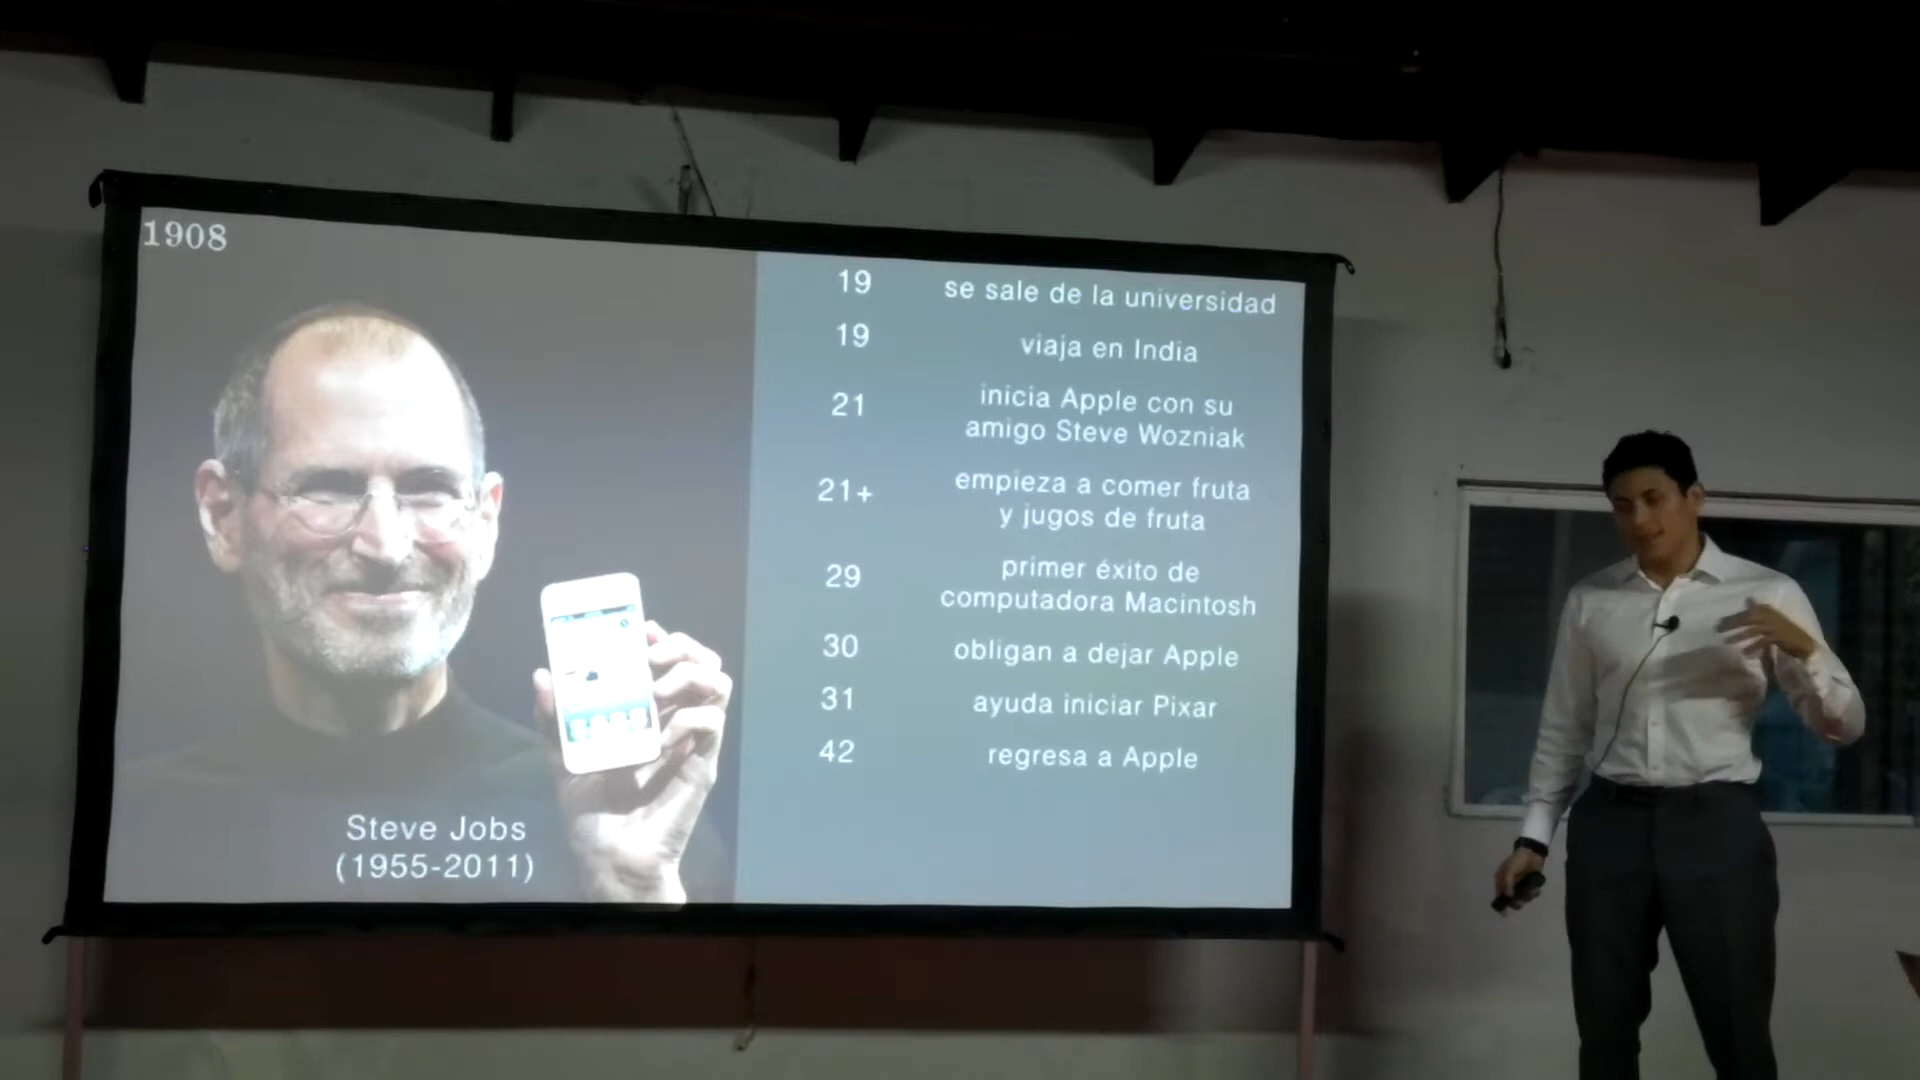 1908
19 se sale de la universidad
19 viaja en India
21 inicia Apple con su
amigo Steve Wozniak
21+ empieza a comer fruta
y jugos de fruta
29 primer éxito de
computadora Macintosh
30 obligan a dejar Apple
31 ayuda iniciar Pixar
42 regresa a Apple
Steve Jobs
(1955-2011)